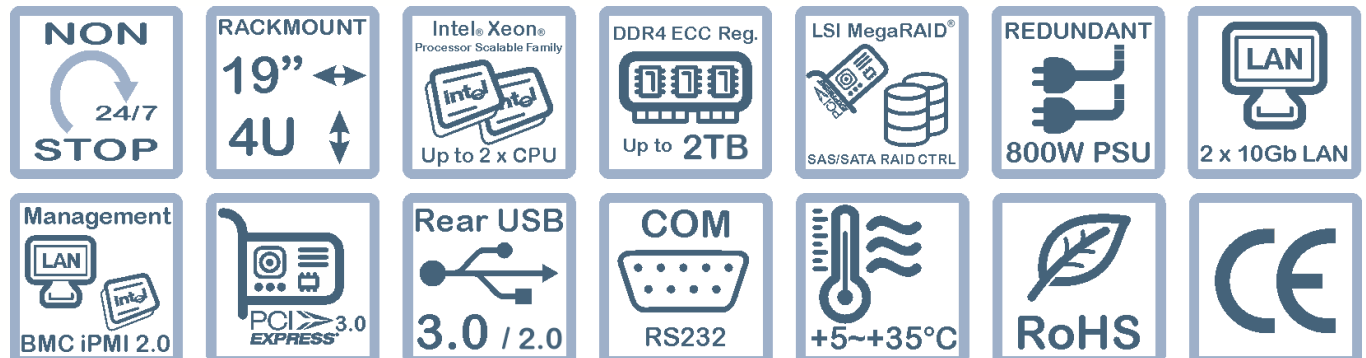 NON
24/7
STOP
RACKMOUNT
19”
4U
Intel® Xeon®
Processor Scalable Family
intel
intel
Up to 2 x CPU
DDR4 ECC Reg.
Up to 2TB
LSI MegaRAID®
SAS/SATA RAID CTRL
REDUNDANT
800W PSU
LAN
2 x 10Gb LAN
Management
LAN
intel
BMC iPMI 2.0
PCI
EXPRESS®
3.0
Rear USB
3.0 / 2.0
COM
RS232
+5~+35°C
RoHS
CE